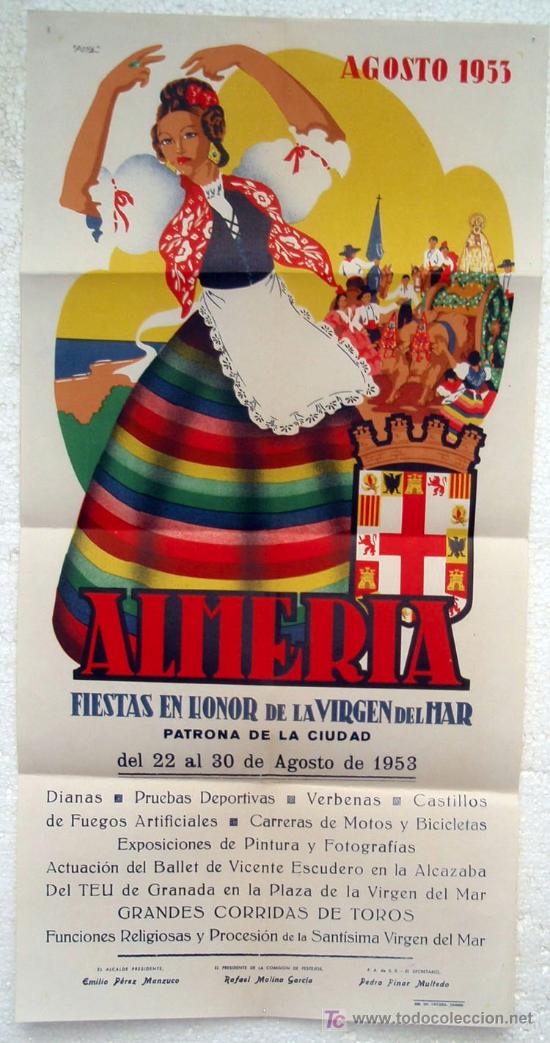 AGOSTO 1953
ALMERIA
FIESTAS EN HONOR DE LA VIRGEN DEL MAR
PATRONA DE LA CIUDAD
del 22 al 30 de Agosto de 1953
Dianas ■ Pruebas Deportivas ■ Verbenas ■ Castillos
de Fuegos Artificiales ■ Carreras de Motos y Bicicletas
Exposiciones de Pintura y Fotografías
Actuación del Ballet de Vicente Escudero en la Alcazaba
Del TEU de Granada en la Plaza de la Virgen del Mar
GRANDES CORRIDAS DE TOROS
Funciones Religiosas y Procesión de la Santísima Virgen del Mar
EL ALCALDE PRESIDENTE, EL PRESIDENTE DE LA COMISION DE FESTEJOS, P. A. de S. E. - EL SECRETARIO,
Emilio Pérez Manzuco Rafael Molina García Pedro Pinar Multedo
TC www.todocoleccion.net